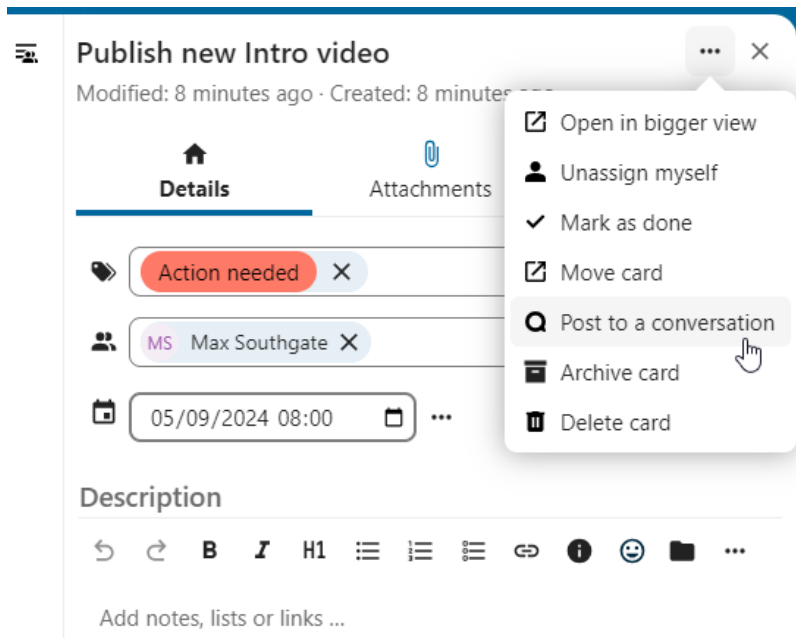 Publish new Intro video
Modified: 8 minutes ago · Created: 8 minutes
Open in bigger view
Unassign myself
Mark as done
Move card
Post to a conversation
Archive card
Delete card
Details
Attachments
Action needed
MS Max Southgate
05/09/2024 08:00
Description
B I H1
Add notes, lists or links ...